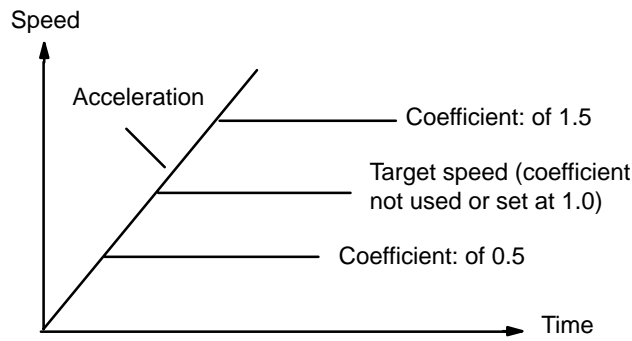 Speed
Acceleration
Coefficient: of 1.5
Target speed (coefficient
not used or set at 1.0)
Coefficient: of 0.5
Time